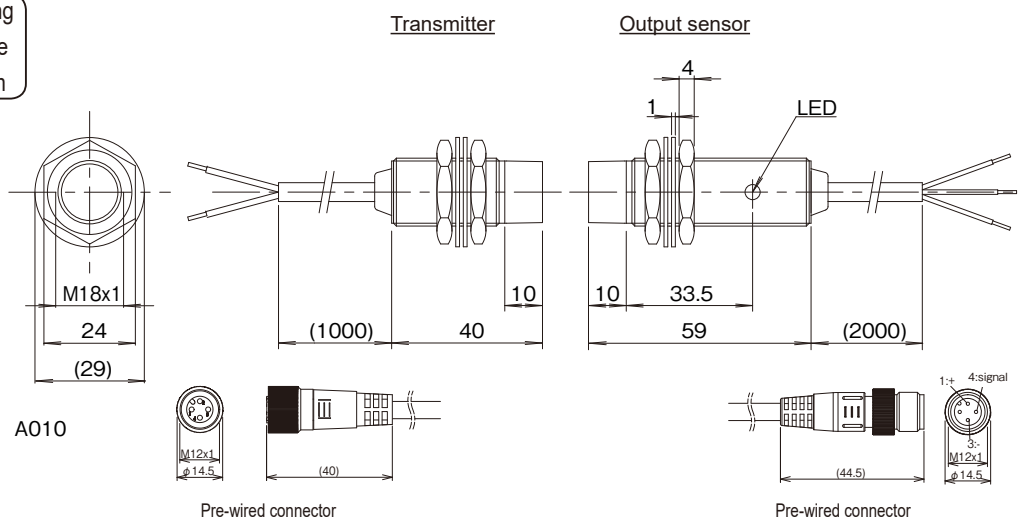 Transmitter
Output sensor
4
1
LED
M18x1
24
(29)
(1000)
40
10
10
33.5
59
(2000)
A010
M12x1
φ14.5
(40)
Pre-wired connector
(44.5)
1:+
4:signal
3:-
M12x1
φ14.5
Pre-wired connector